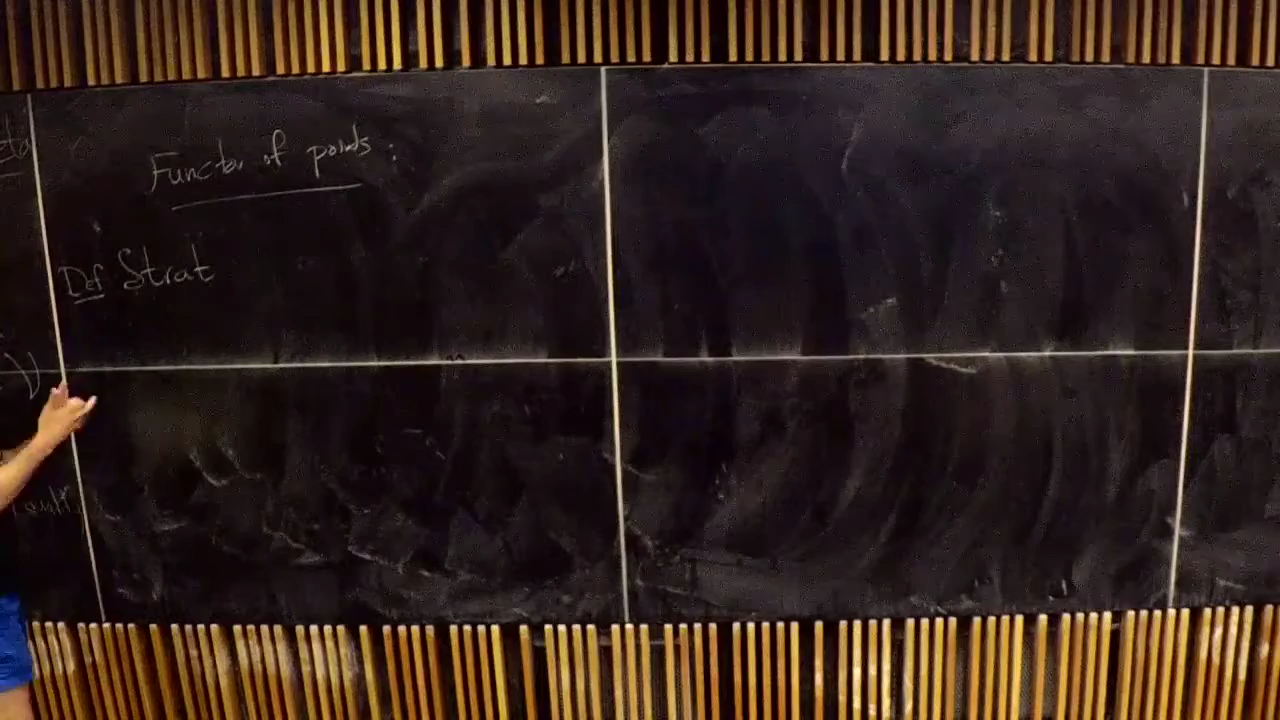 Functor of points:
Def Strat